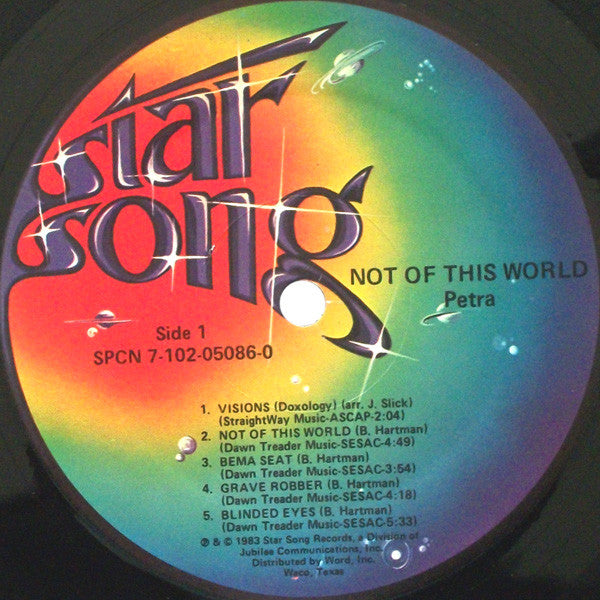 star
song
NOT OF THIS WORLD
Petra
Side 1
SPCN 7-102-05086-0
1. VISIONS (Doxology) (arr. J. Slick)
(StraightWay Music-ASCAP-2:04)
2. NOT OF THIS WORLD (B. Hartman)
(Dawn Treader Music-SESAC-4:49)
3. BEMA SEAT (B. Hartman)
(Dawn Treader Music-SESAC-3:54)
4. GRAVE ROBBER (B. Hartman)
(Dawn Treader Music-SESAC-4:18)
5. BLINDED EYES (B. Hartman)
(Dawn Treader Music-SESAC-5:33)
℗ & © 1983 Star Song Records, a Division of
Jubilee Communications, Inc.
Distributed by Word, Inc.
Waco, Texas